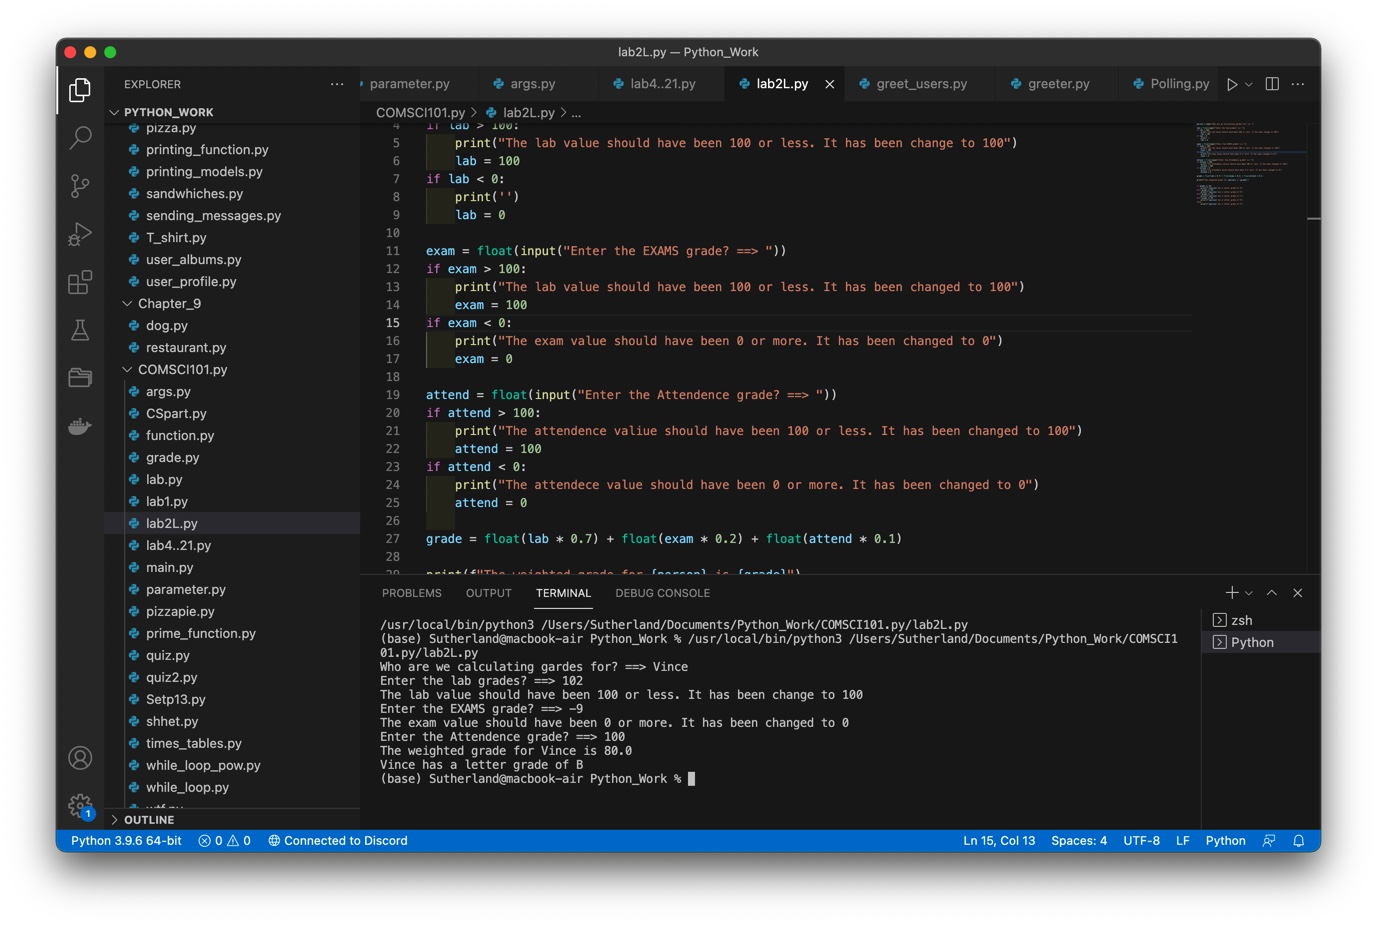 lab2L.py — Python_Work
EXPLORER
PYTHON_WORK
pizza.py
printing_function.py
printing_models.py
sandwhiches.py
sending_messages.py
T_shirt.py
user_albums.py
user_profile.py
Chapter_9
dog.py
restaurant.py
COMSCI101.py
args.py
CSpart.py
function.py
grade.py
lab.py
lab1.py
lab2L.py
lab4..21.py
main.py
parameter.py
pizzapie.py
prime_function.py
quiz.py
quiz2.py
Setp13.py
shhet.py
times_tables.py
while_loop_pow.py
while_loop.py
wtf.py
OUTLINE
parameter.py args.py lab4..21.py lab2L.py greet_users.py greeter.py Polling.py
COMSCI101.py > lab2L.py > ...
4 if lab > 100:
5 print("The lab value should have been 100 or less. It has been change to 100")
6 lab = 100
7 if lab < 0:
8 print('')
9 lab = 0
10
11 exam = float(input("Enter the EXAMS grade? ==> "))
12 if exam > 100:
13 print("The lab value should have been 100 or less. It has been changed to 100")
14 exam = 100
15 if exam < 0:
16 print("The exam value should have been 0 or more. It has been changed to 0")
17 exam = 0
18
19 attend = float(input("Enter the Attendence grade? ==> "))
20 if attend > 100:
21 print("The attendence valiue should have been 100 or less. It has been changed to 100")
22 attend = 100
23 if attend < 0:
24 print("The attendece value should have been 0 or more. It has been changed to 0")
25 attend = 0
26
27 grade = float(lab * 0.7) + float(exam * 0.2) + float(attend * 0.1)
28
29 print(f"The weighted grade for {person} is {grade}")
PROBLEMS OUTPUT TERMINAL DEBUG CONSOLE
/usr/local/bin/python3 /Users/Sutherland/Documents/Python_Work/COMSCI101.py/lab2L.py
(base) Sutherland@macbook-air Python_Work % /usr/local/bin/python3 /Users/Sutherland/Documents/Python_Work/COMSCI1
01.py/lab2L.py
Who are we calculating gardes for? ==> Vince
Enter the lab grades? ==> 102
The lab value should have been 100 or less. It has been change to 100
Enter the EXAMS grade? ==> -9
The exam value should have been 0 or more. It has been changed to 0
Enter the Attendence grade? ==> 100
The weighted grade for Vince is 80.0
Vince has a letter grade of B
(base) Sutherland@macbook-air Python_Work %
zsh
Python
1
Python 3.9.6 64-bit 0 0 Connected to Discord Ln 15, Col 13 Spaces: 4 UTF-8 LF Python